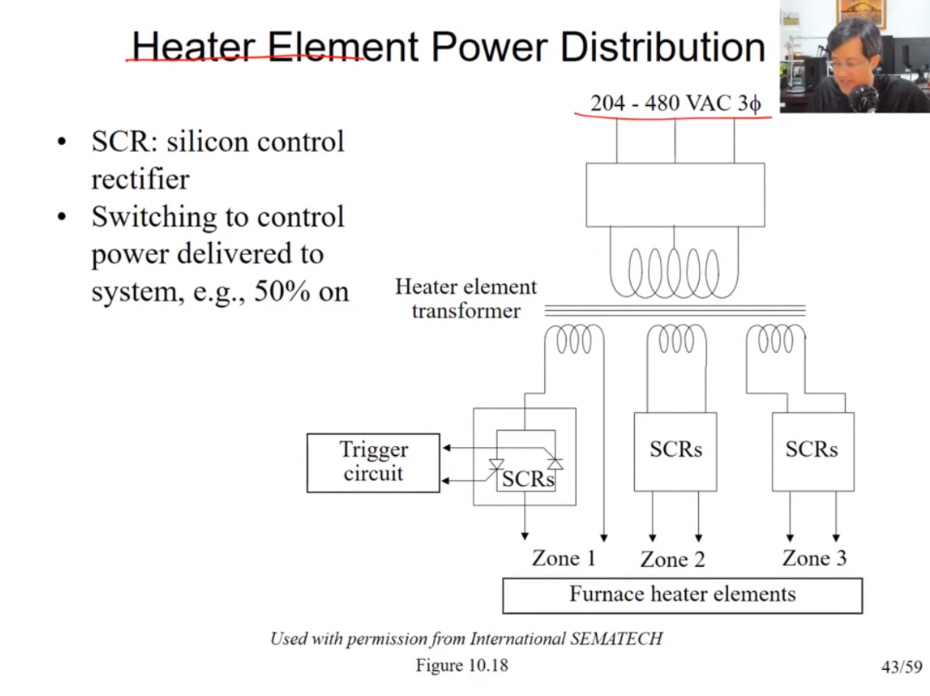 Heater Element Power Distribution
204 - 480 VAC 3ϕ
• SCR: silicon control
rectifier
• Switching to control
power delivered to
system, e.g., 50% on
Heater element
transformer
Trigger
circuit
SCRs
SCRs
SCRs
Zone 1
Zone 2
Zone 3
Furnace heater elements
Used with permission from International SEMATECH
Figure 10.18
43/59